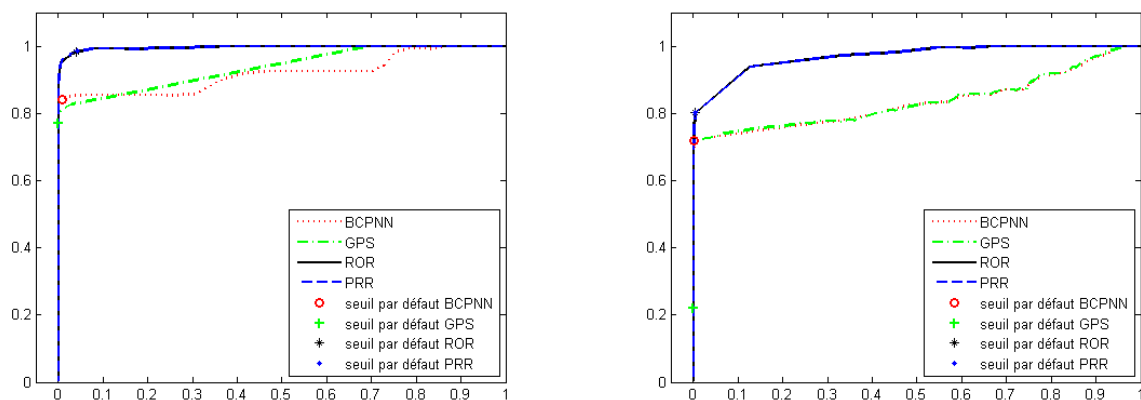 1
0.8
0.6
0.4
0.2
0
0 0.1 0.2 0.3 0.4 0.5 0.6 0.7 0.8 0.9 1
BCPNN
GPS
ROR
PRR
seuil par défaut BCPNN
seuil par défaut GPS
seuil par défaut ROR
seuil par défaut PRR
1
0.8
0.6
0.4
0.2
0
0 0.1 0.2 0.3 0.4 0.5 0.6 0.7 0.8 0.9 1
BCPNN
GPS
ROR
PRR
seuil par défaut BCPNN
seuil par défaut GPS
seuil par défaut ROR
seuil par défaut PRR